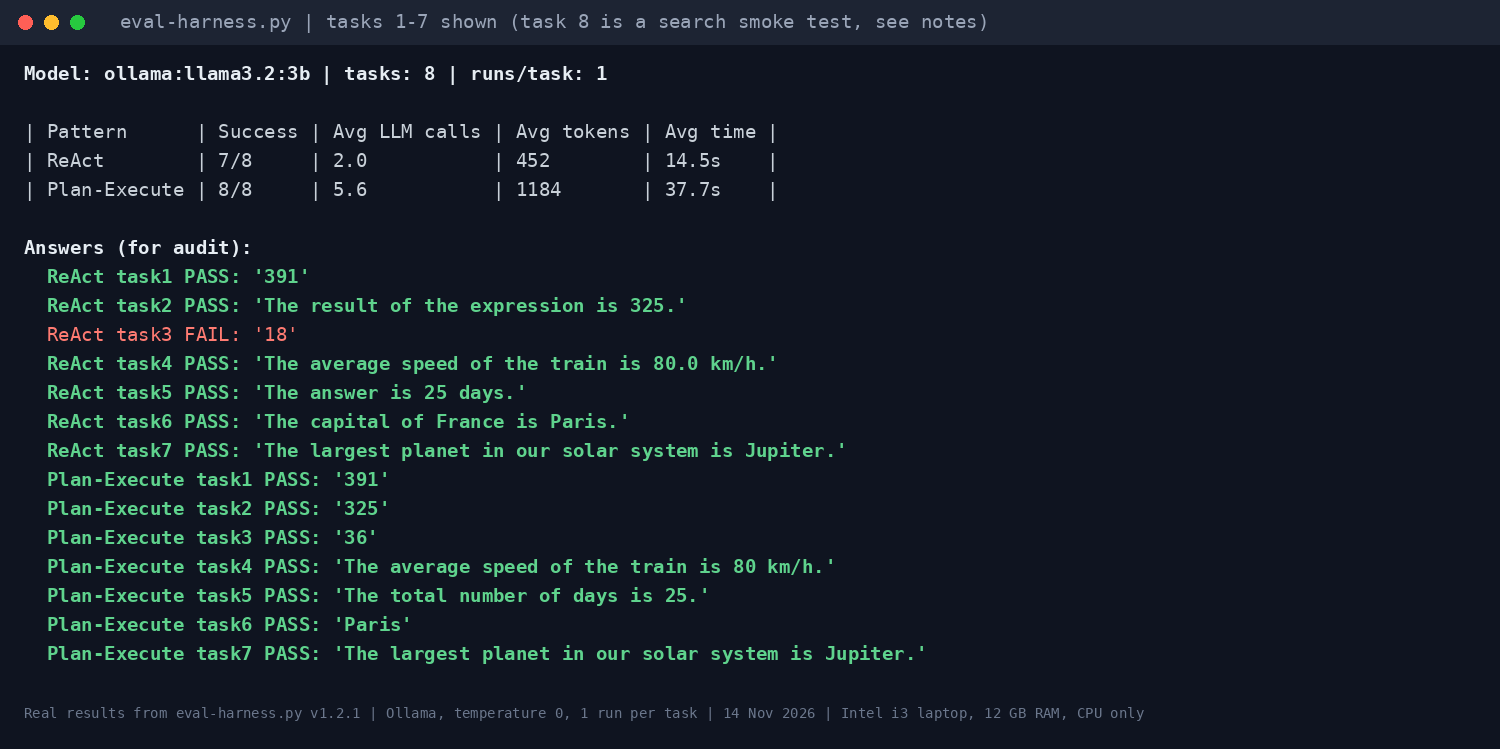 eval-harness.py | tasks 1-7 shown (task 8 is a search smoke test, see notes)
Model: ollama:llama3.2:3b | tasks: 8 | runs/task: 1
| Pattern      | Success | Avg LLM calls | Avg tokens | Avg time |
| ReAct        | 7/8     | 2.0           | 452        | 14.5s    |
| Plan-Execute | 8/8     | 5.6           | 1184       | 37.7s    |
Answers (for audit):
ReAct task1 PASS: '391'
ReAct task2 PASS: 'The result of the expression is 325.'
ReAct task3 FAIL: '18'
ReAct task4 PASS: 'The average speed of the train is 80.0 km/h.'
ReAct task5 PASS: 'The answer is 25 days.'
ReAct task6 PASS: 'The capital of France is Paris.'
ReAct task7 PASS: 'The largest planet in our solar system is Jupiter.'
Plan-Execute task1 PASS: '391'
Plan-Execute task2 PASS: '325'
Plan-Execute task3 PASS: '36'
Plan-Execute task4 PASS: 'The average speed of the train is 80 km/h.'
Plan-Execute task5 PASS: 'The total number of days is 25.'
Plan-Execute task6 PASS: 'Paris'
Plan-Execute task7 PASS: 'The largest planet in our solar system is Jupiter.'
Real results from eval-harness.py v1.2.1 | Ollama, temperature 0, 1 run per task | 14 Nov 2026 | Intel i3 laptop, 12 GB RAM, CPU only